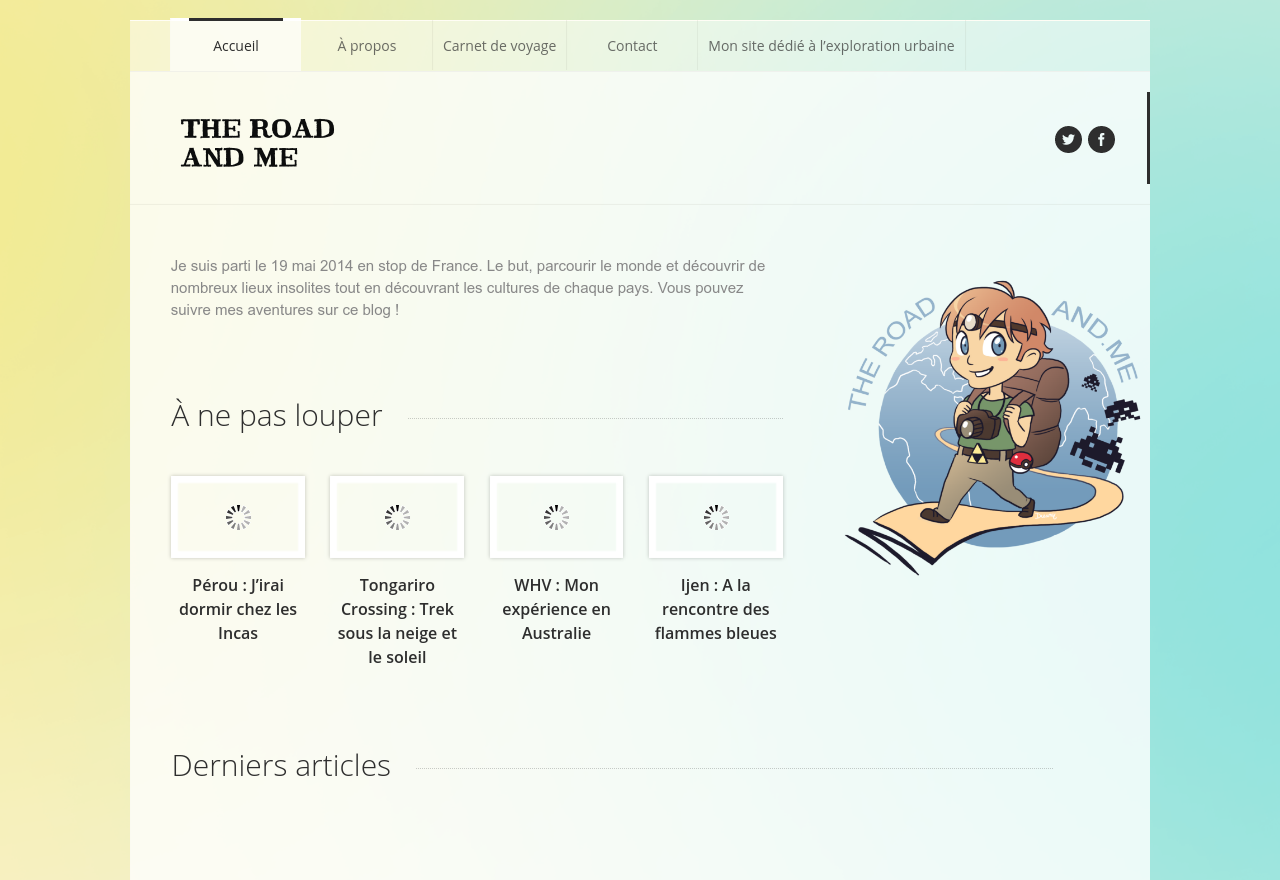 Accueil
À propos
Carnet de voyage
Contact
Mon site dédié à l’exploration urbaine
THE ROAD
AND ME
Je suis parti le 19 mai 2014 en stop de France. Le but, parcourir le monde et découvrir de
nombreux lieux insolites tout en découvrant les cultures de chaque pays. Vous pouvez
suivre mes aventures sur ce blog !
THE ROAD AND.ME
À ne pas louper
Pérou : J’irai
dormir chez les
Incas
Tongariro
Crossing : Trek
sous la neige et
le soleil
WHV : Mon
expérience en
Australie
Ijen : A la
rencontre des
flammes bleues
Derniers articles